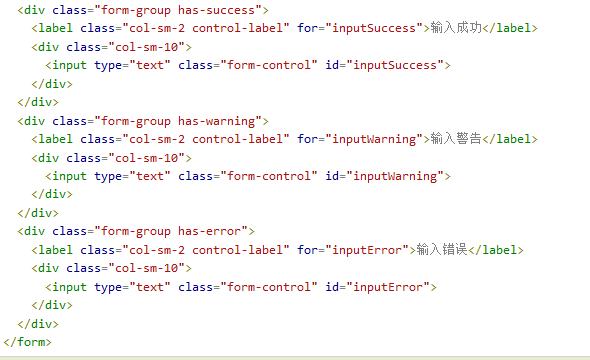 <div class="form-group has-success">
<label class="col-sm-2 control-label" for="inputSuccess">输入成功</label>
<div class="col-sm-10">
<input type="text" class="form-control" id="inputSuccess">
</div>
</div>
<div class="form-group has-warning">
<label class="col-sm-2 control-label" for="inputWarning">输入警告</label>
<div class="col-sm-10">
<input type="text" class="form-control" id="inputWarning">
</div>
</div>
<div class="form-group has-error">
<label class="col-sm-2 control-label" for="inputError">输入错误</label>
<div class="col-sm-10">
<input type="text" class="form-control" id="inputError">
</div>
</div>
</form>